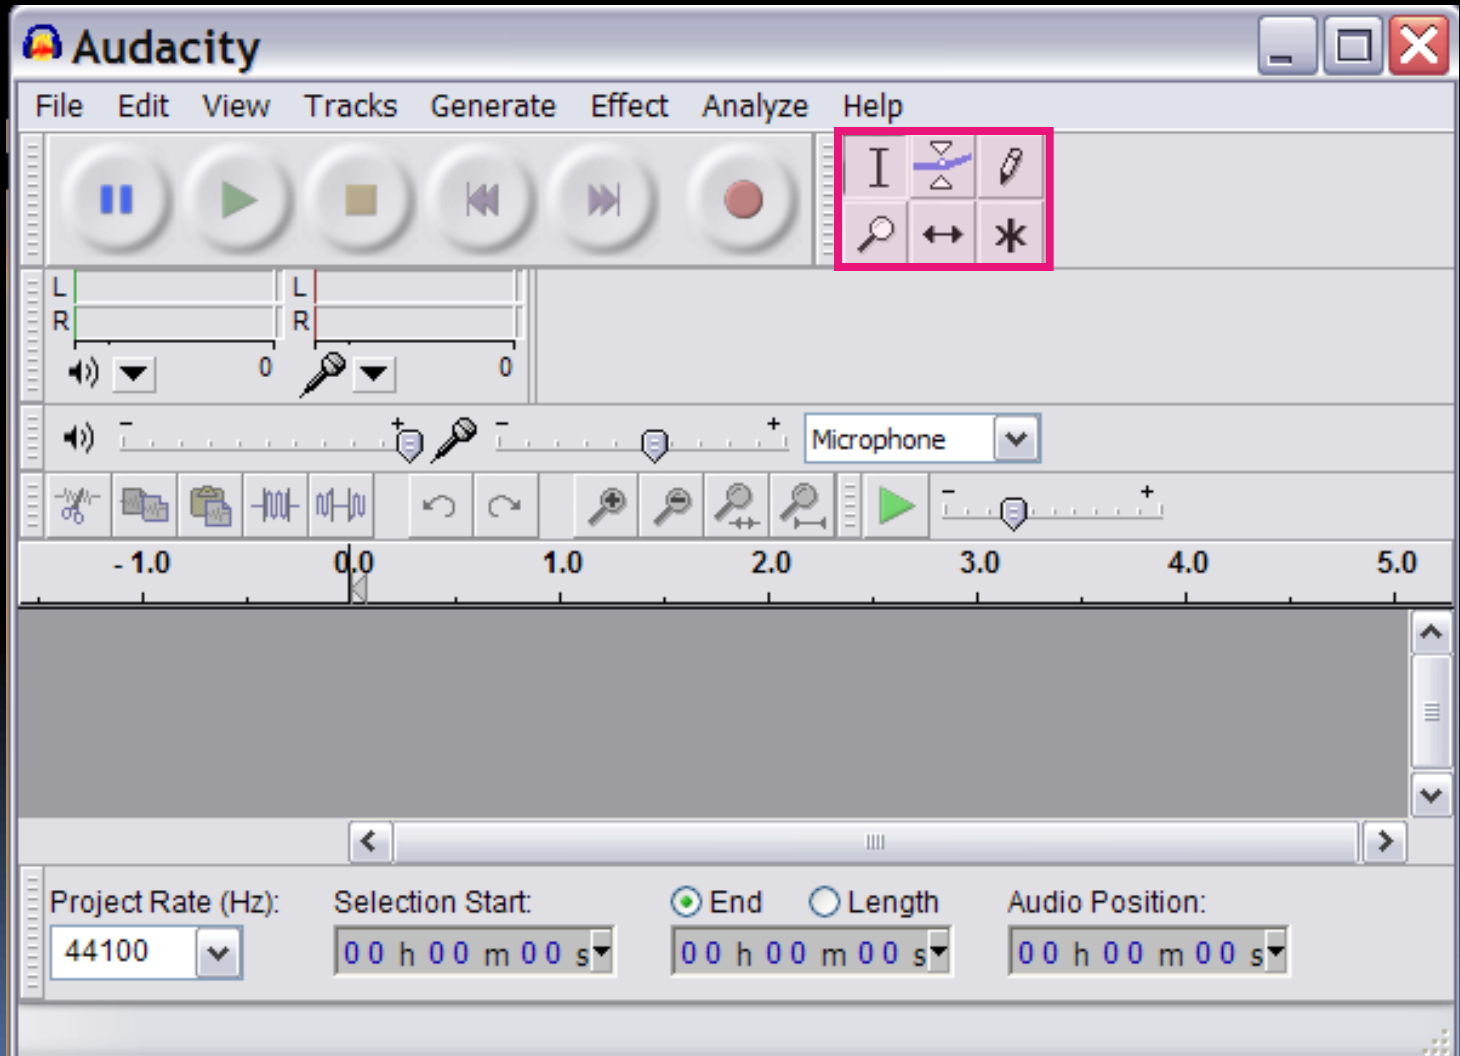 Audacity
File Edit View Tracks Generate Effect Analyze Help
L L
R R
0 0
- + - + Microphone
- +
- 1.0 0.0 1.0 2.0 3.0 4.0 5.0
Project Rate (Hz): Selection Start: End Length Audio Position:
44100 00 h 00 m 00 s 00 h 00 m 00 s 00 h 00 m 00 s